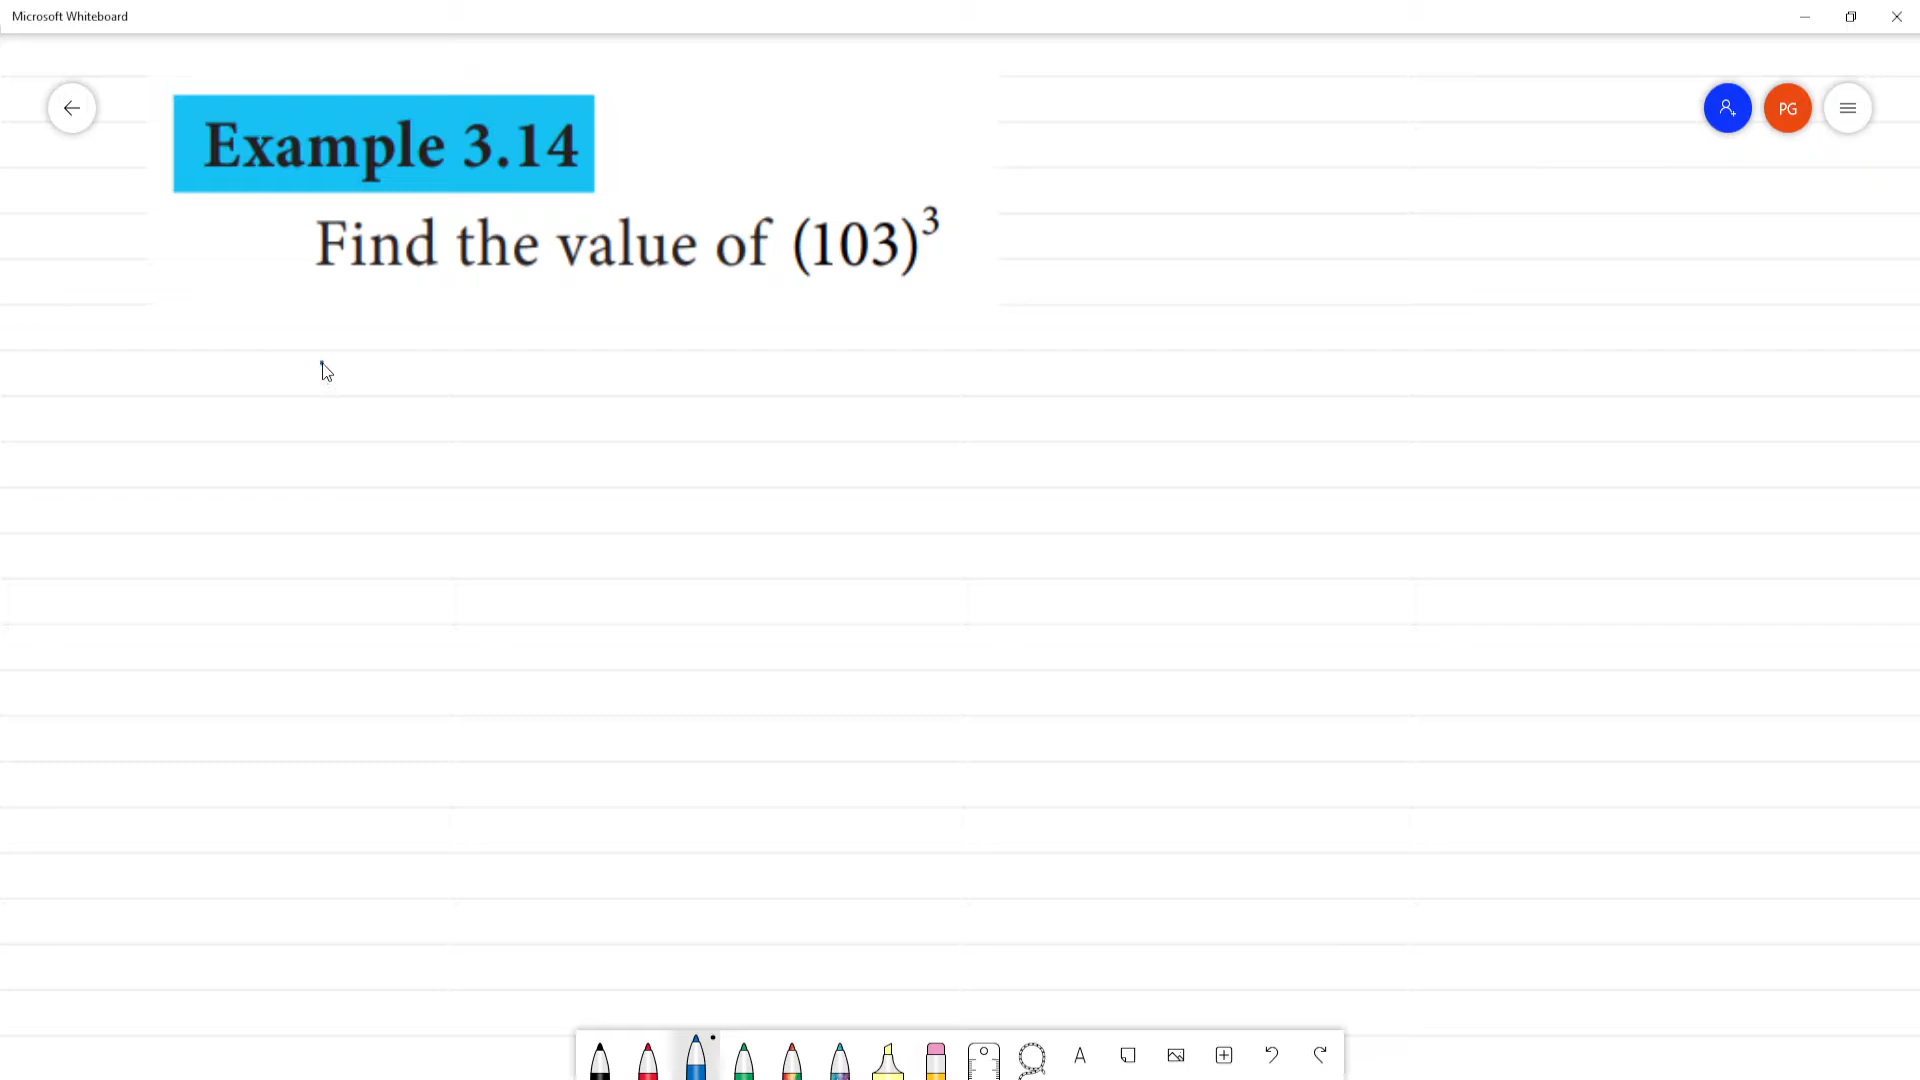 Microsoft Whiteboard
PG
Example 3.14
Find the value of (103)³
A